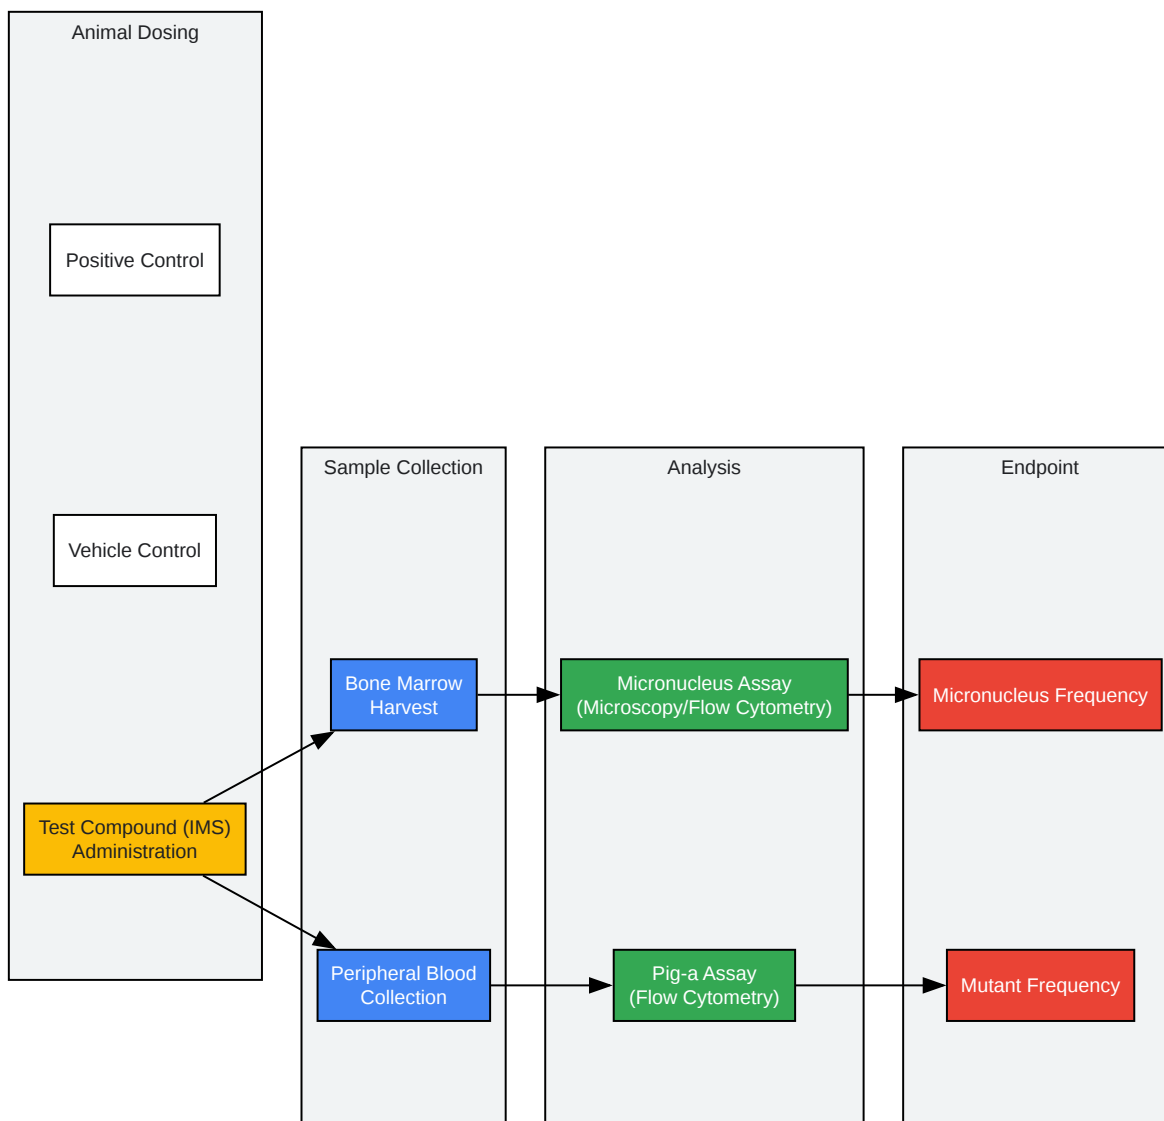 Animal Dosing
Positive Control
Vehicle Control
Test Compound (IMS)
Administration
Sample Collection
Bone Marrow
Harvest
Peripheral Blood
Collection
Analysis
Micronucleus Assay
(Microscopy/Flow Cytometry)
Pig-a Assay
(Flow Cytometry)
Endpoint
Micronucleus Frequency
Mutant Frequency